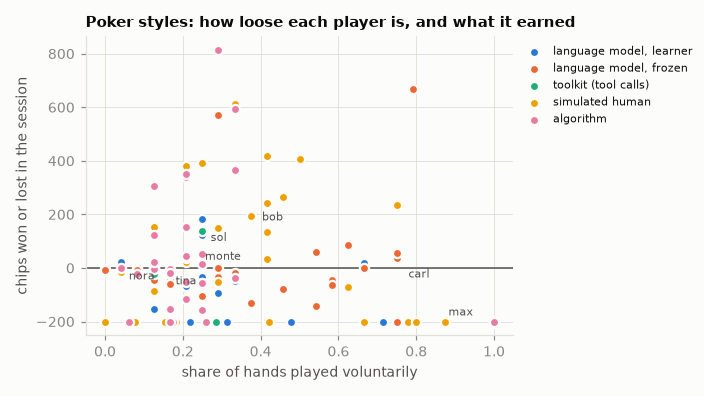 Poker styles: how loose each player is, and what it earned
language model, learner
language model, frozen
toolkit (tool calls)
simulated human
algorithm
chips won or lost in the session
800
600
400
200
0
−200
bob
sol
monte
nora
tina
carl
max
0.0
0.2
0.4
0.6
0.8
1.0
share of hands played voluntarily